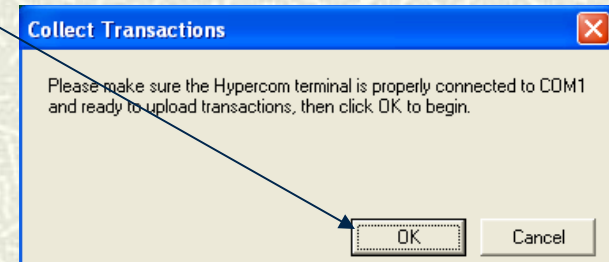 Collect Transactions
Please make sure the Hypercom terminal is properly connected to COM1
and ready to upload transactions, then click OK to begin.
OK
Cancel